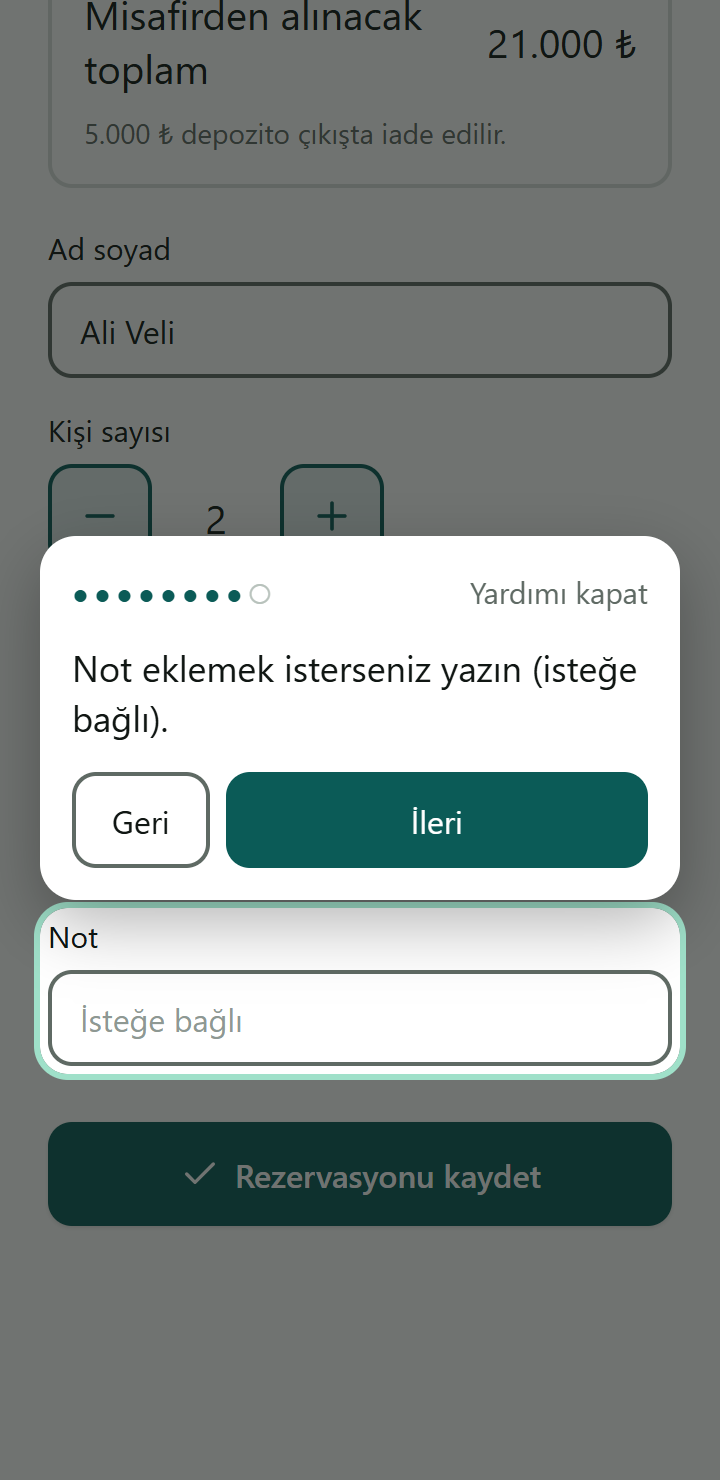 Misafirden alınacak
toplam
21.000 ₺
5.000 ₺ depozito çıkışta iade edilir.
Ad soyad
Ali Veli
Kişi sayısı
2
Yardımı kapat
Not eklemek isterseniz yazın (isteğe
bağlı).
Geri
İleri
Not
İsteğe bağlı
Rezervasyonu kaydet